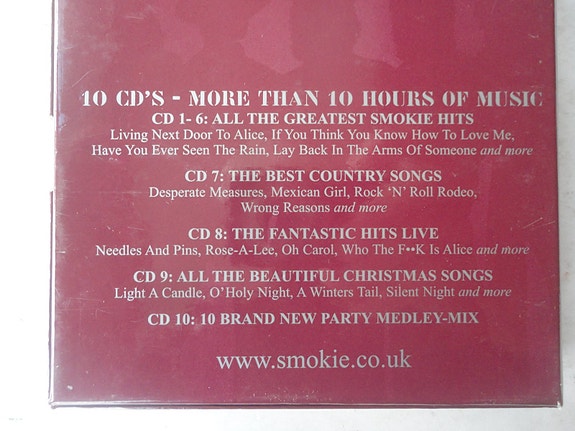 10 CD'S - MORE THAN 10 HOURS OF MUSIC
CD 1- 6: ALL THE GREATEST SMOKIE HITS
Living Next Door To Alice, If You Think You Know How To Love Me,
Have You Ever Seen The Rain, Lay Back In The Arms Of Someone and more
CD 7: THE BEST COUNTRY SONGS
Desperate Measures, Mexican Girl, Rock 'N' Roll Rodeo,
Wrong Reasons and more
CD 8: THE FANTASTIC HITS LIVE
Needles And Pins, Rose-A-Lee, Oh Carol, Who The F••K Is Alice and more
CD 9: ALL THE BEAUTIFUL CHRISTMAS SONGS
Light A Candle, O'Holy Night, A Winters Tail, Silent Night and more
CD 10: 10 BRAND NEW PARTY MEDLEY-MIX
www.smokie.co.uk